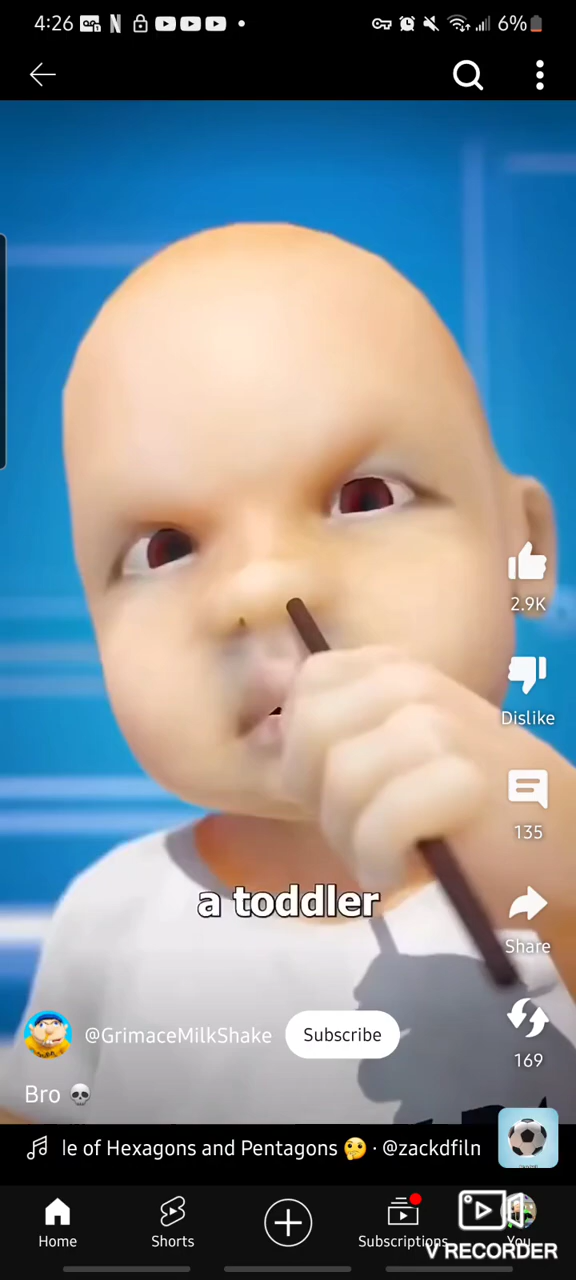 4:26
N
6%
2.9K
Dislike
135
a toddler
Share
@GrimaceMilkShake
Subscribe
169
Bro 💀
le of Hexagons and Pentagons 🤔 · @zackdfiln
Home
Shorts
Subscriptions
You
V RECORDER